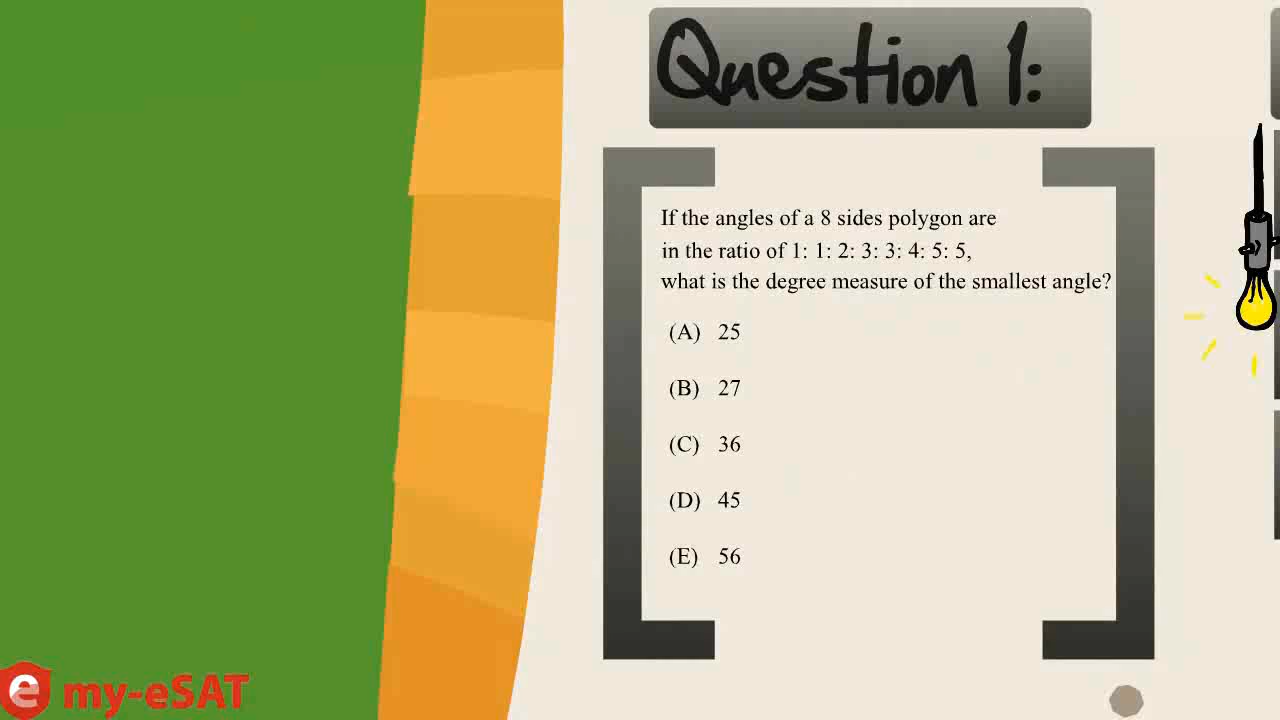 Question 1:
If the angles of a 8 sides polygon are
in the ratio of 1: 1: 2: 3: 3: 4: 5: 5,
what is the degree measure of the smallest angle?
(A) 25
(B) 27
(C) 36
(D) 45
(E) 56
e my-eSAT